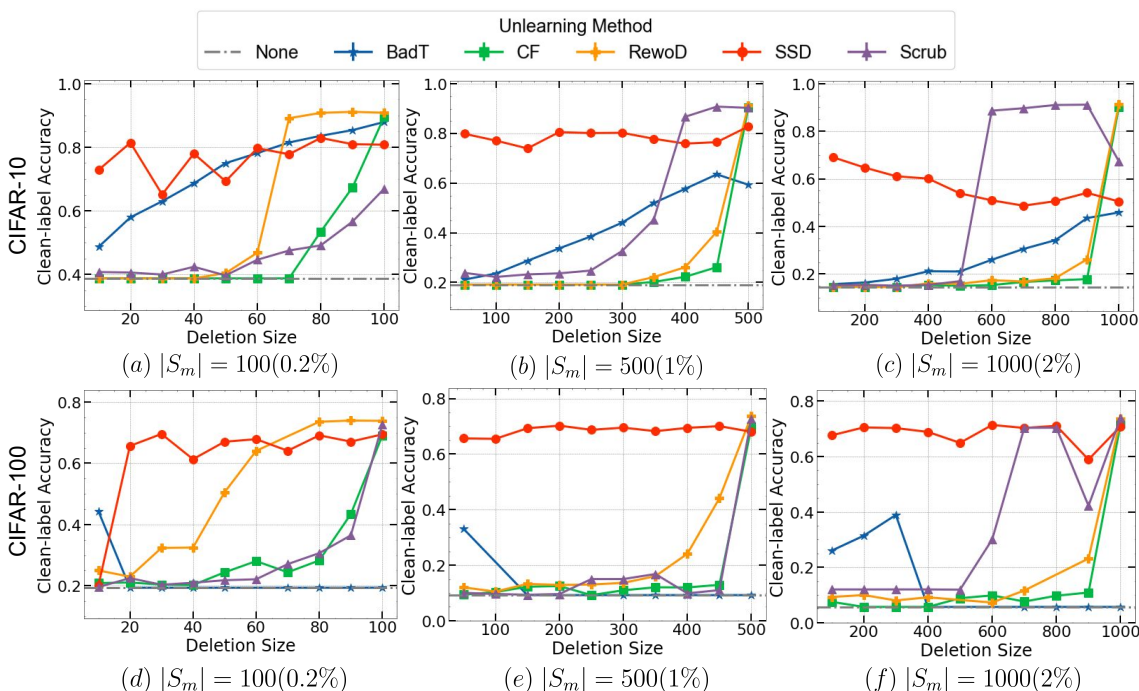 Unlearning Method
None BadT CF RewoD SSD Scrub
CIFAR-10
Clean-label Accuracy
1.0
0.8
0.6
0.4
20 40 60 80 100
Deletion Size
(a) |S_m| = 100(0.2%)
Clean-label Accuracy
1.0
0.8
0.6
0.4
0.2
100 200 300 400 500
Deletion Size
(b) |S_m| = 500(1%)
Clean-label Accuracy
1.0
0.8
0.6
0.4
0.2
200 400 600 800 1000
Deletion Size
(c) |S_m| = 1000(2%)
CIFAR-100
Clean-label Accuracy
0.8
0.6
0.4
0.2
20 40 60 80 100
Deletion Size
(d) |S_m| = 100(0.2%)
Clean-label Accuracy
0.8
0.6
0.4
0.2
0.0
100 200 300 400 500
Deletion Size
(e) |S_m| = 500(1%)
Clean-label Accuracy
0.8
0.6
0.4
0.2
0.0
200 400 600 800 1000
Deletion Size
(f) |S_m| = 1000(2%)